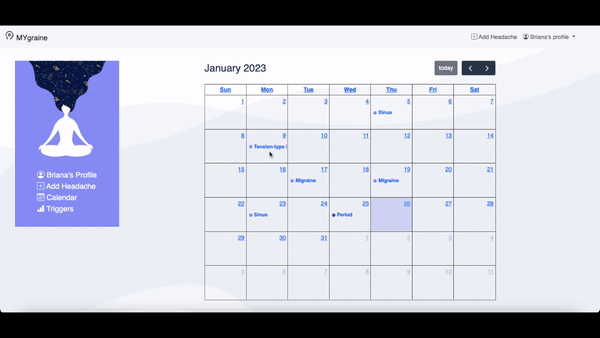 MYgraine
Add Headache
Briana's profile
Briana's Profile
Add Headache
Calendar
Triggers
January 2023
today
Sun Mon Tue Wed Thu Fri Sat
1 2 3 4 5 6 7
Sinus
8 9 10 11 12 13 14
Tension-type
15 16 17 18 19 20 21
Migraine Migraine
22 23 24 25 26 27 28
Sinus Period
29 30 31 1 2 3 4
5 6 7 8 9 10 11